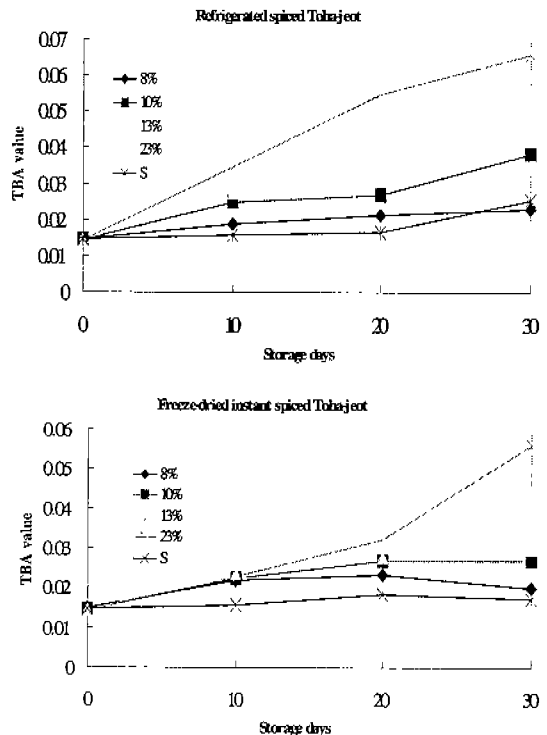 Refrigerated spiced Toha-jeot
0.07
0.06
0.05
0.04
0.03
0.02
0.01
0
TBA value
8%
10%
13%
23%
S
0 10 20 30
Storage days
Freeze-dried instant spiced Toha-jeot
0.06
0.05
0.04
0.03
0.02
0.01
0
TBA value
8%
10%
13%
23%
S
0 10 20 30
Storage days